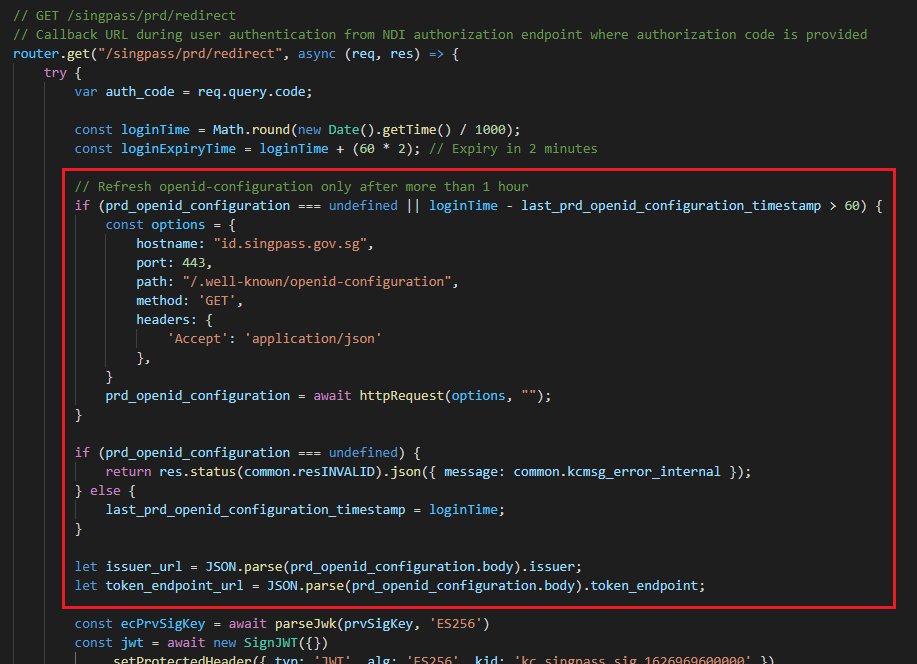 // GET /singpass/prd/redirect
// Callback URL during user authentication from NDI authorization endpoint where authorization code is provided
router.get("/singpass/prd/redirect", async (req, res) => {
try {
var auth_code = req.query.code;
const loginTime = Math.round(new Date().getTime() / 1000);
const loginExpiryTime = loginTime + (60 * 2); // Expiry in 2 minutes
// Refresh openid-configuration only after more than 1 hour
if (prd_openid_configuration === undefined || loginTime - last_prd_openid_configuration_timestamp > 60) {
const options = {
hostname: "id.singpass.gov.sg",
port: 443,
path: "/.well-known/openid-configuration",
method: 'GET',
headers: {
'Accept': 'application/json'
},
}
prd_openid_configuration = await httpRequest(options, "");
}
if (prd_openid_configuration === undefined) {
return res.status(common.resINVALID).json({ message: common.kcmsg_error_internal });
} else {
last_prd_openid_configuration_timestamp = loginTime;
}
let issuer_url = JSON.parse(prd_openid_configuration.body).issuer;
let token_endpoint_url = JSON.parse(prd_openid_configuration.body).token_endpoint;
const ecPrvSigKey = await parseJwk(prvSigKey, 'ES256')
const jwt = await new SignJWT({})
.setProtectedHeader({ typ: 'JWT', alg: 'ES256', kid: 'kc_singpass_sig_1626969600000' })